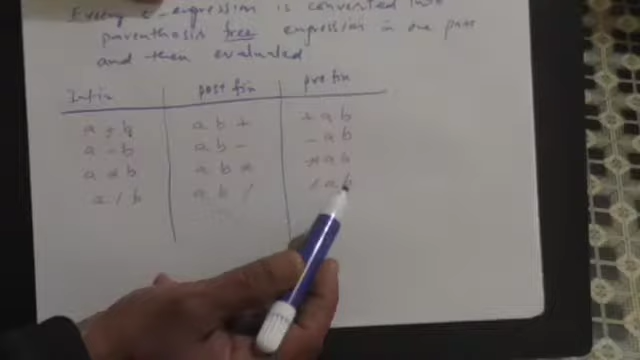 Every c-expression is converted into
parenthesis free expression in one pass
and then evaluated
Infix postfix prefix
a + b a b + + a b
a - b a b - - a b
a * b a b * * a b
a / b a b / / a b